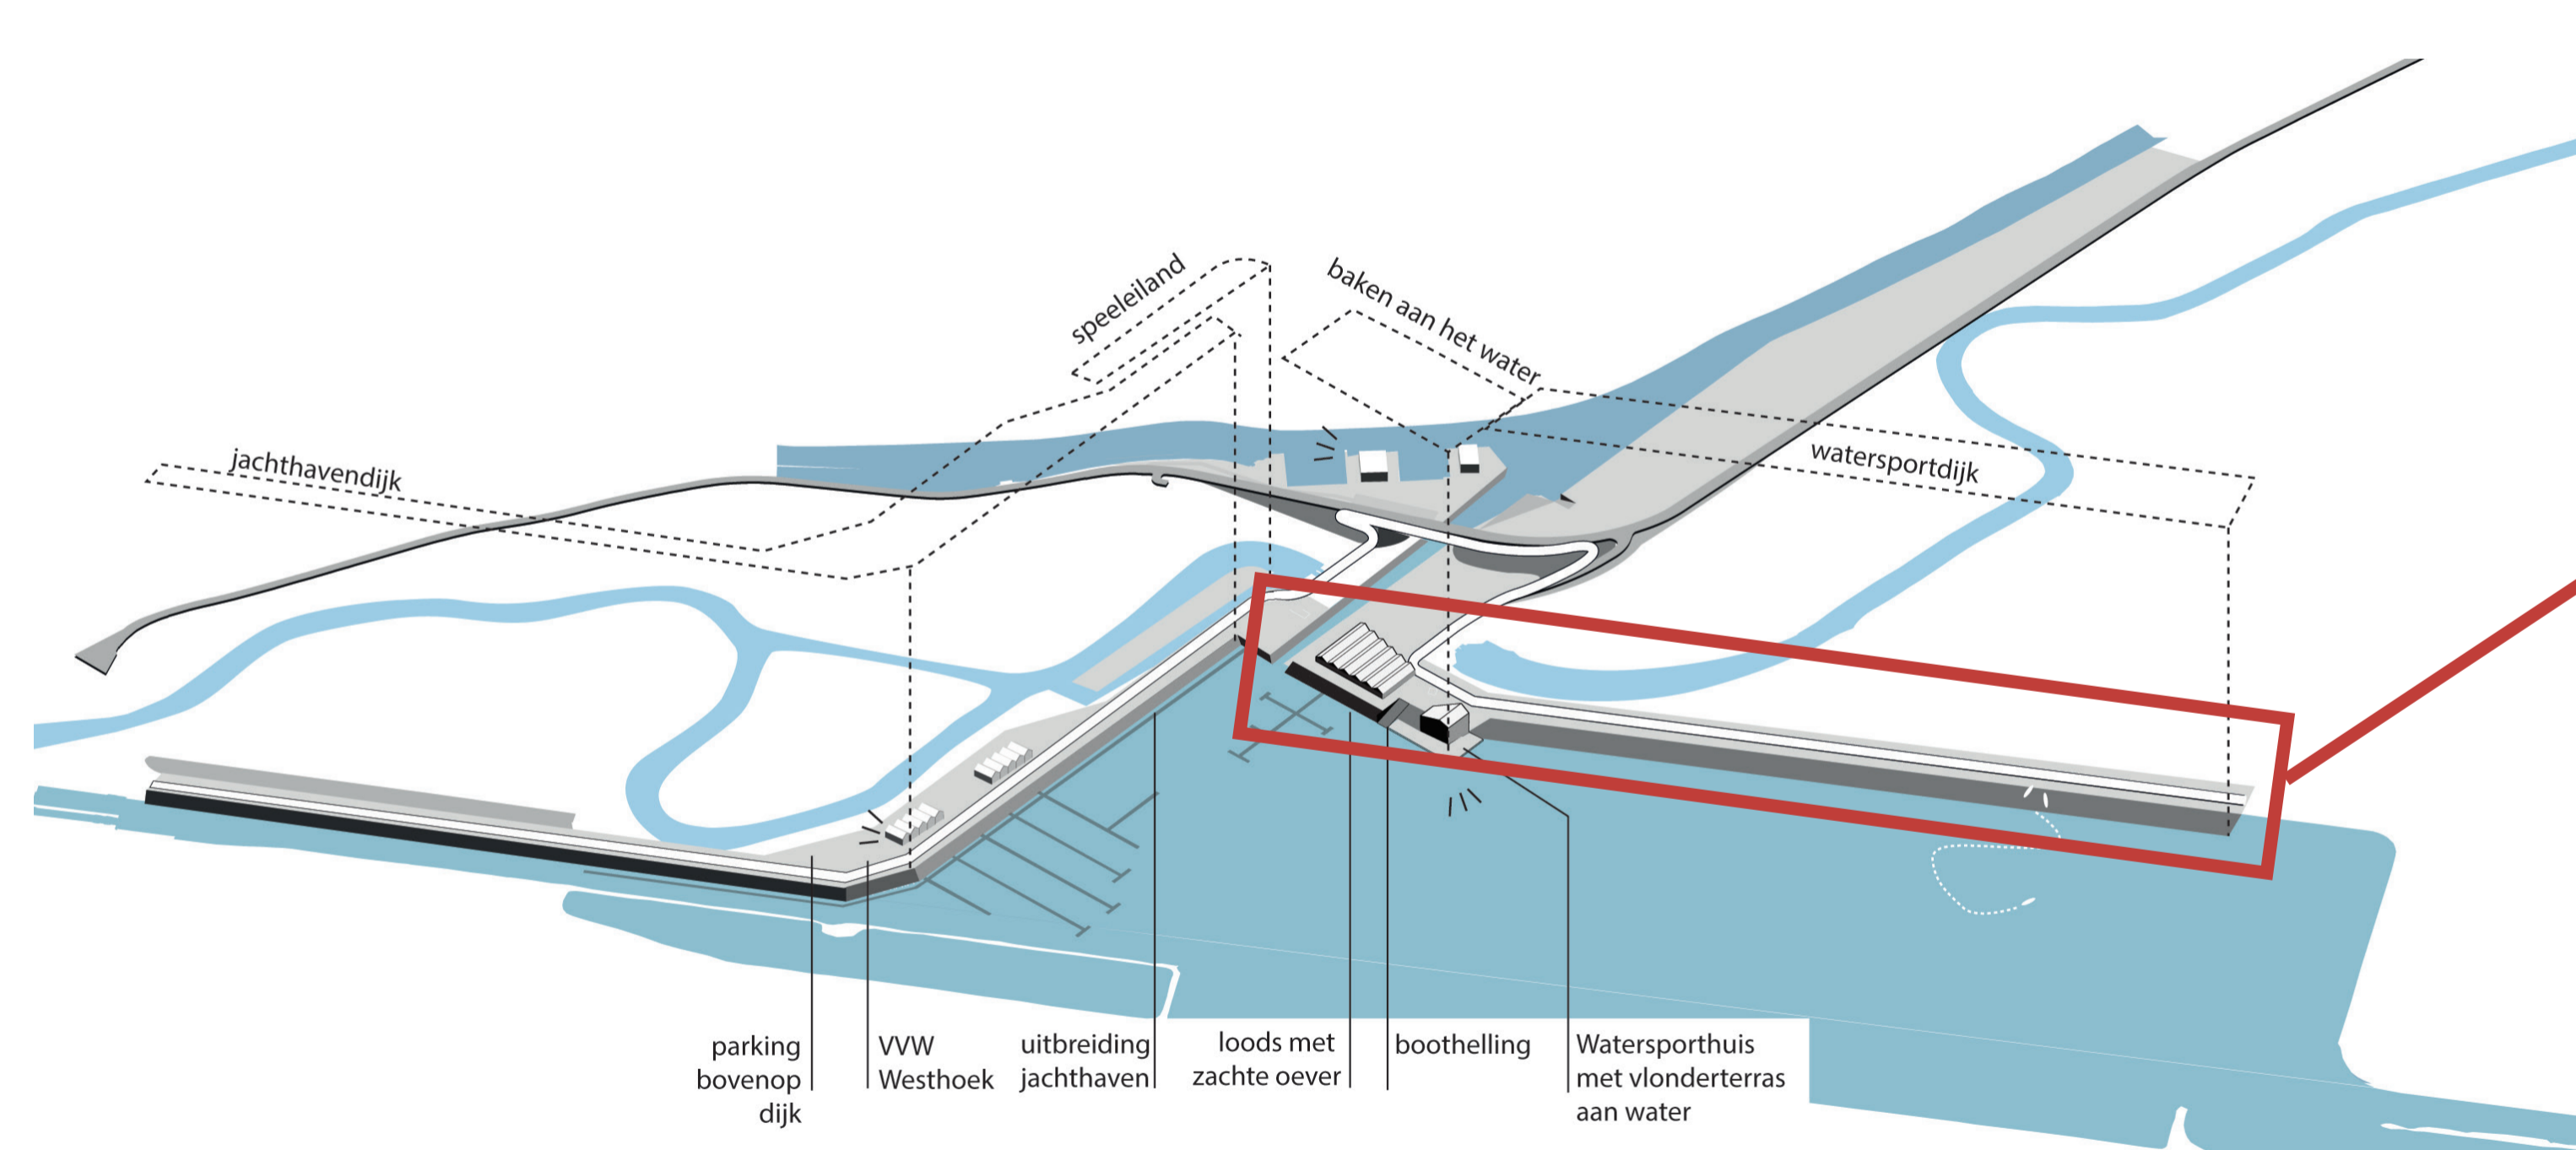 speeleiland
baken aan het water
jachthavendijk
watersportdijk
parking
bovenop
dijk
VVW
Westhoek
uitbreiding
jachthaven
loods met
zachte oever
boothelling
Watersporthuis
met vlonderterras
aan water